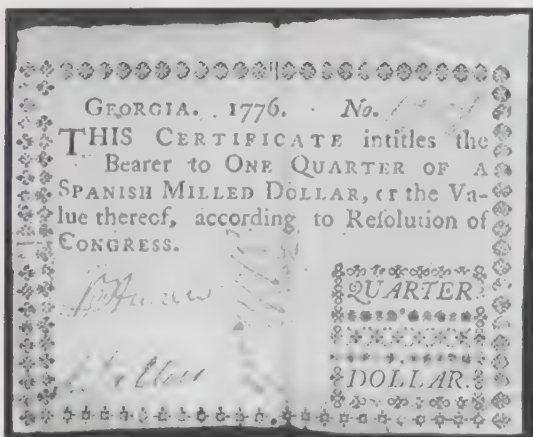 GEORGIA. 1776. No.
THIS CERTIFICATE intitles the
Bearer to ONE QUARTER OF A
SPANISH MILLED DOLLAR, or the Va-
lue thereof, according to Reſolution of
CONGRESS.
QUARTER
DOLLAR.